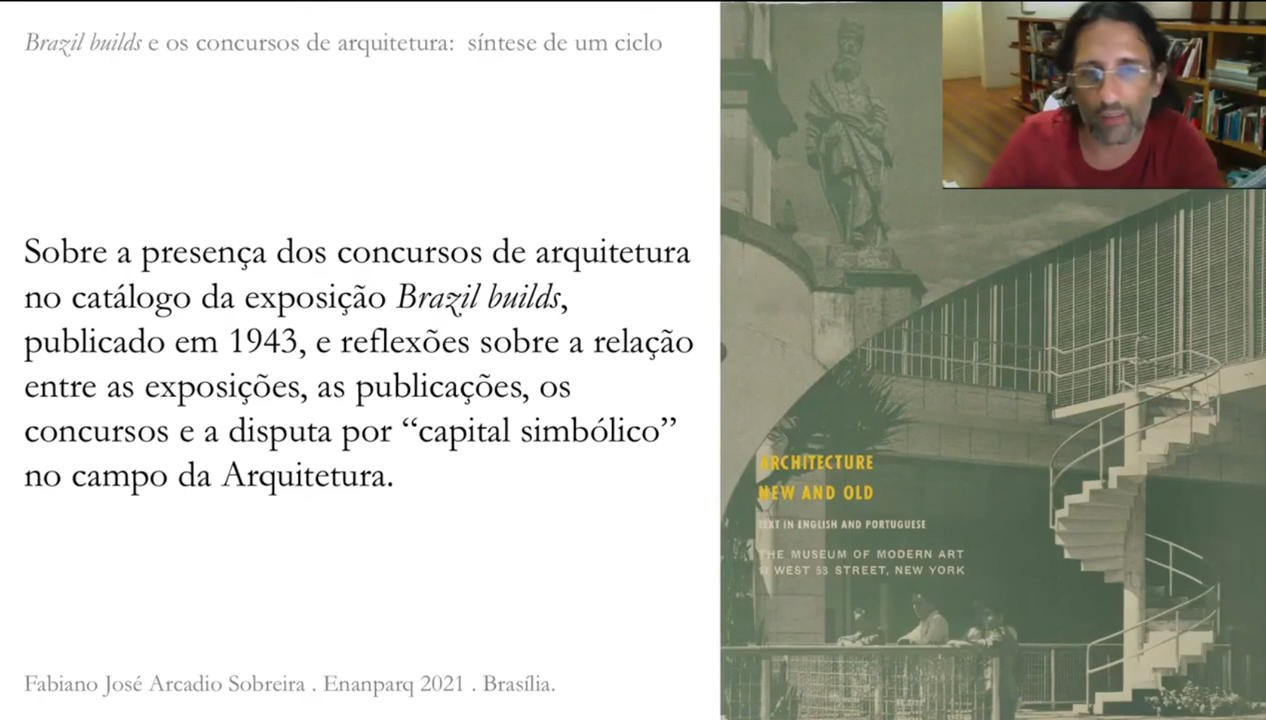 Brazil builds e os concursos de arquitetura: síntese de um ciclo
Sobre a presença dos concursos de arquitetura
no catálogo da exposição Brazil builds,
publicado em 1943, e reflexões sobre a relação
entre as exposições, as publicações, os
concursos e a disputa por “capital simbólico”
no campo da Arquitetura.
Fabiano José Arcadio Sobreira . Enanparq 2021 . Brasília.
ARCHITECTURE
NEW AND OLD
TEXT IN ENGLISH AND PORTUGUESE
THE MUSEUM OF MODERN ART
11 WEST 53 STREET, NEW YORK